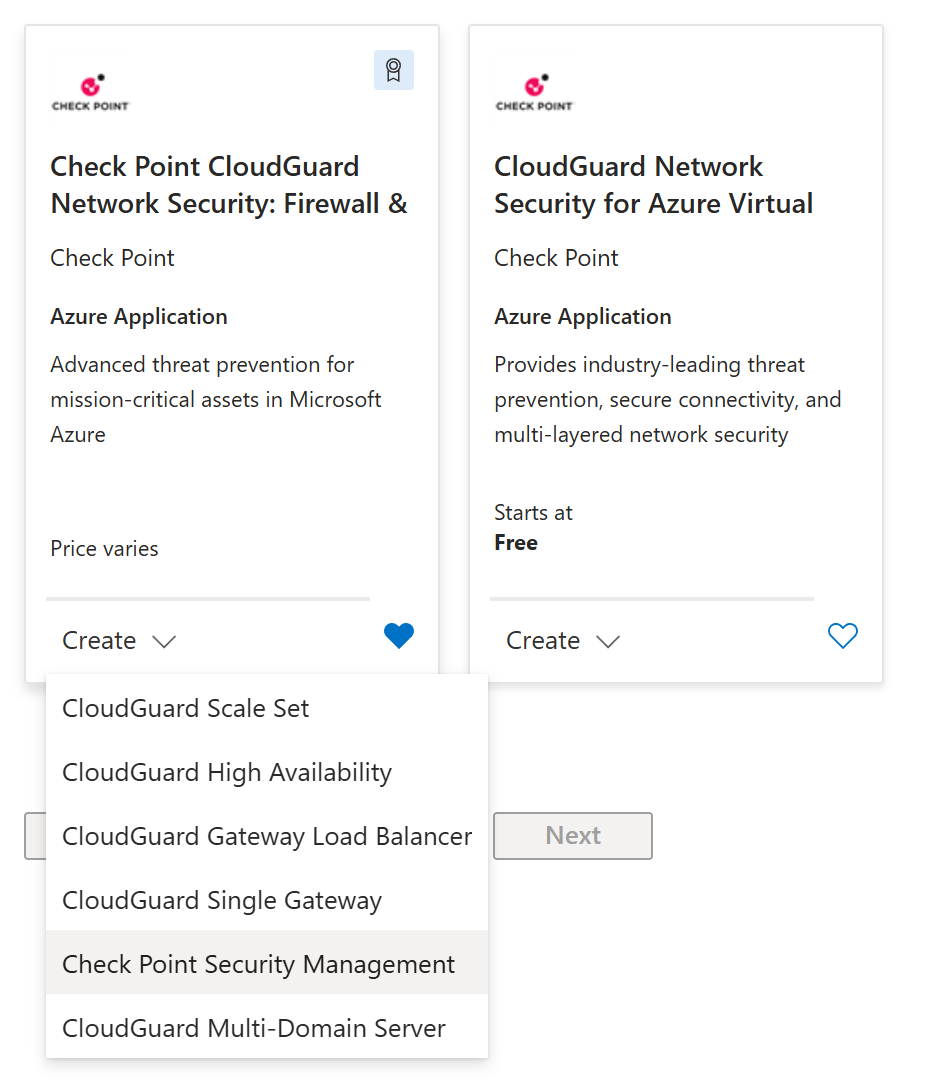 CHECK POINT
Check Point CloudGuard
Network Security: Firewall &
Check Point
Azure Application
Advanced threat prevention for
mission-critical assets in Microsoft
Azure
Price varies
Create
CHECK POINT
CloudGuard Network
Security for Azure Virtual
Check Point
Azure Application
Provides industry-leading threat
prevention, secure connectivity, and
multi-layered network security
Starts at
Free
Create
CloudGuard Scale Set
CloudGuard High Availability
CloudGuard Gateway Load Balancer
CloudGuard Single Gateway
Check Point Security Management
CloudGuard Multi-Domain Server
Next